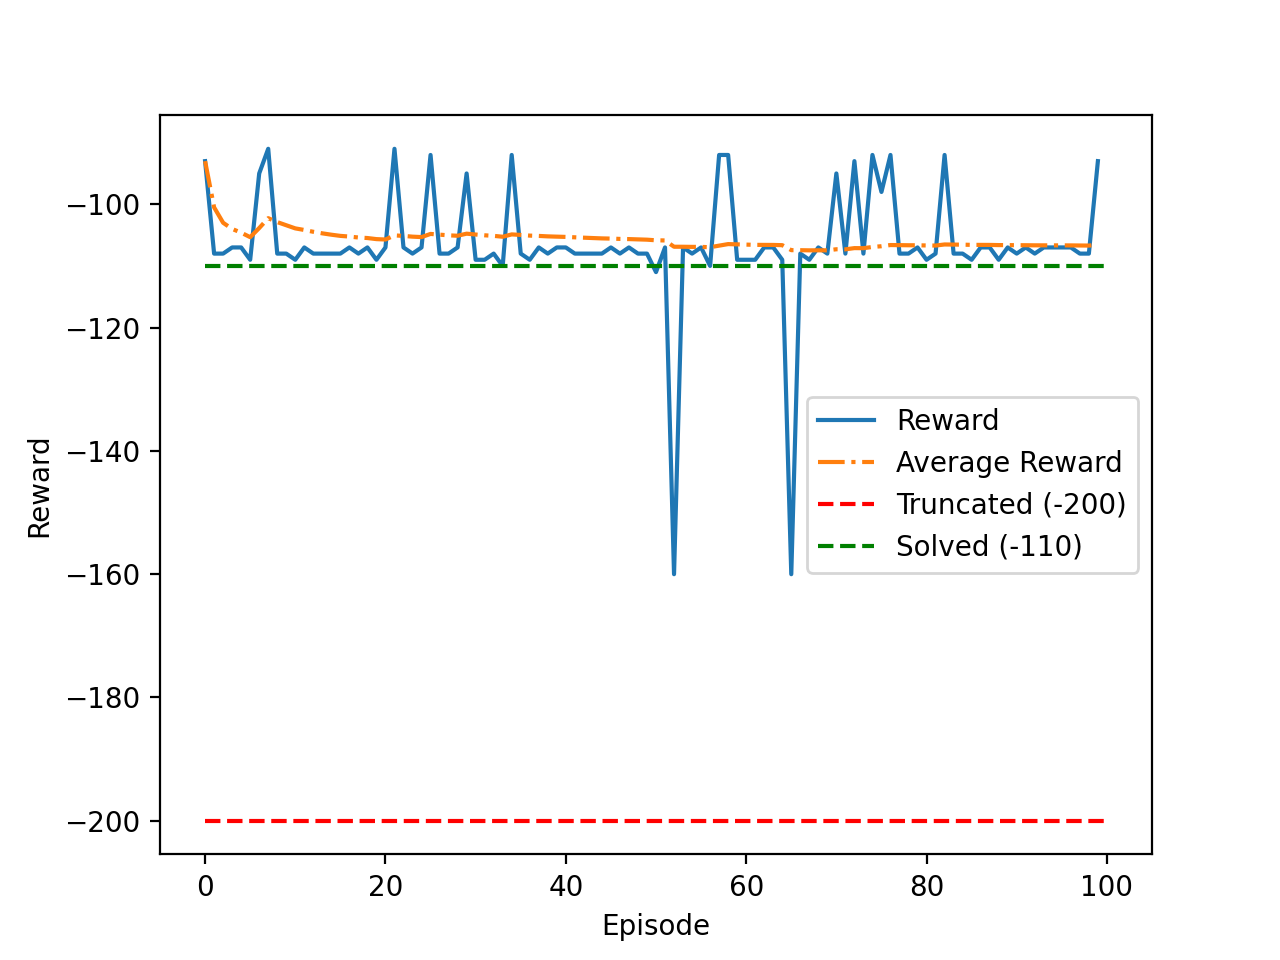 −100
−120
−140
−160
−180
−200
Reward
0 20 40 60 80 100
Episode
Reward
Average Reward
Truncated (-200)
Solved (-110)